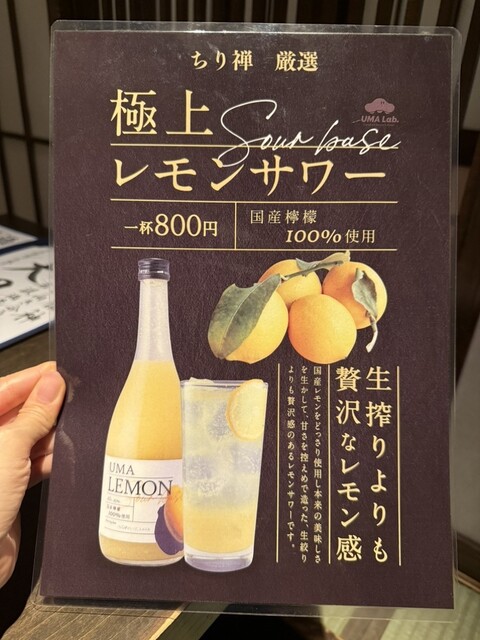 ちり禅 厳選
UMA Lab.
極上
Sour base
レモンサワー
一杯800円
国産檸檬
100%使用
生搾りよりも
贅沢なレモン感
国産レモンをどっさり使用し本来の美味しさ
を生かして、甘さを控えめで造った、生絞り
よりも贅沢感のあるレモンサワーです。
UMA
LEMON
100%使用